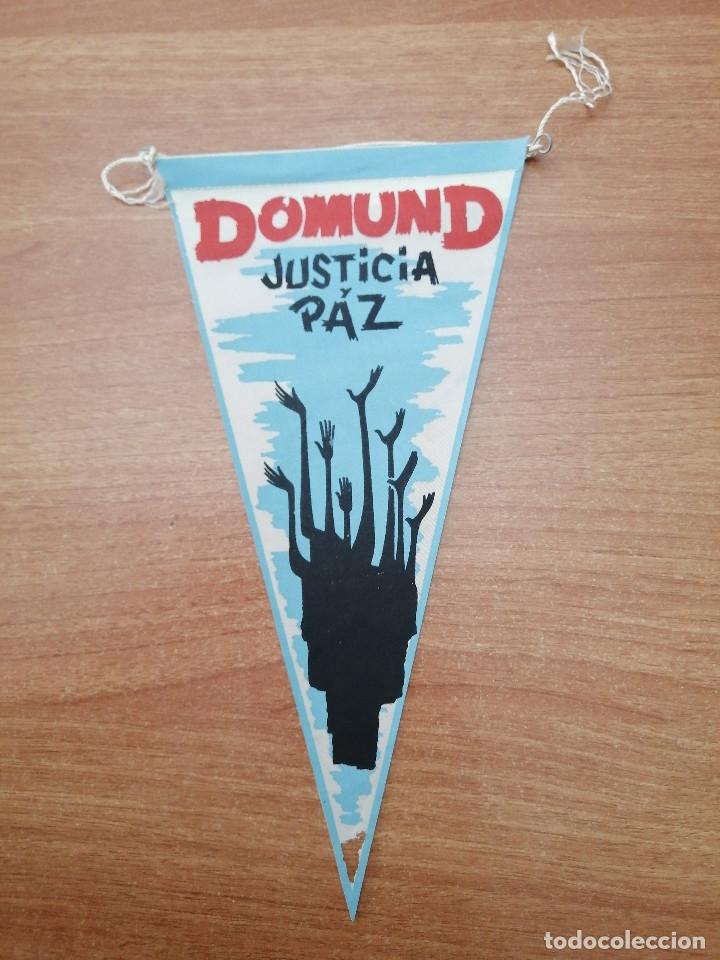 DOMUND
JUSTICIA
Y
PÁZ
todocoleccion